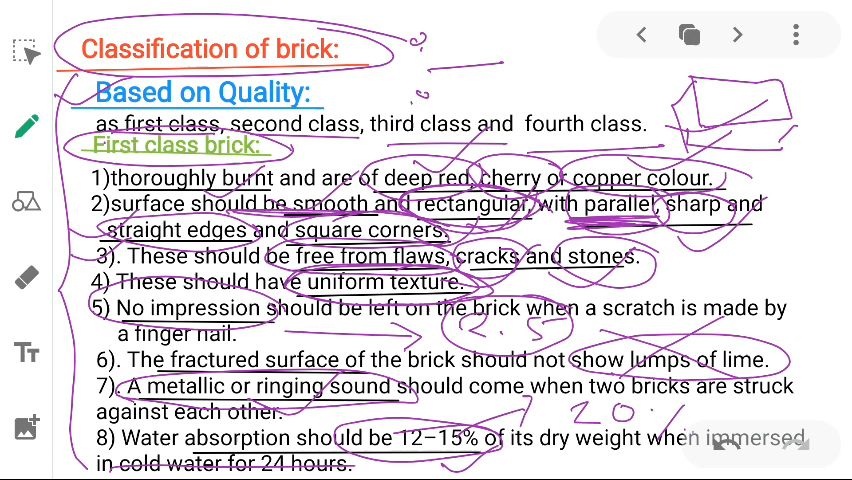 Classification of brick:
Based on Quality:
as first class, second class, third class and fourth class.
First class brick:
1)thoroughly burnt and are of deep red, cherry or copper colour.
2)surface should be smooth and rectangular, with parallel, sharp and
straight edges and square corners.
3). These should be free from flaws, cracks and stones.
4) These should have uniform texture.
5) No impression should be left on the brick when a scratch is made by
a finger nail.
2.5
6). The fractured surface of the brick should not show lumps of lime.
7). A metallic or ringing sound should come when two bricks are struck
against each other.
20%
8) Water absorption should be 12–15% of its dry weight when immersed
in cold water for 24 hours.
Tт